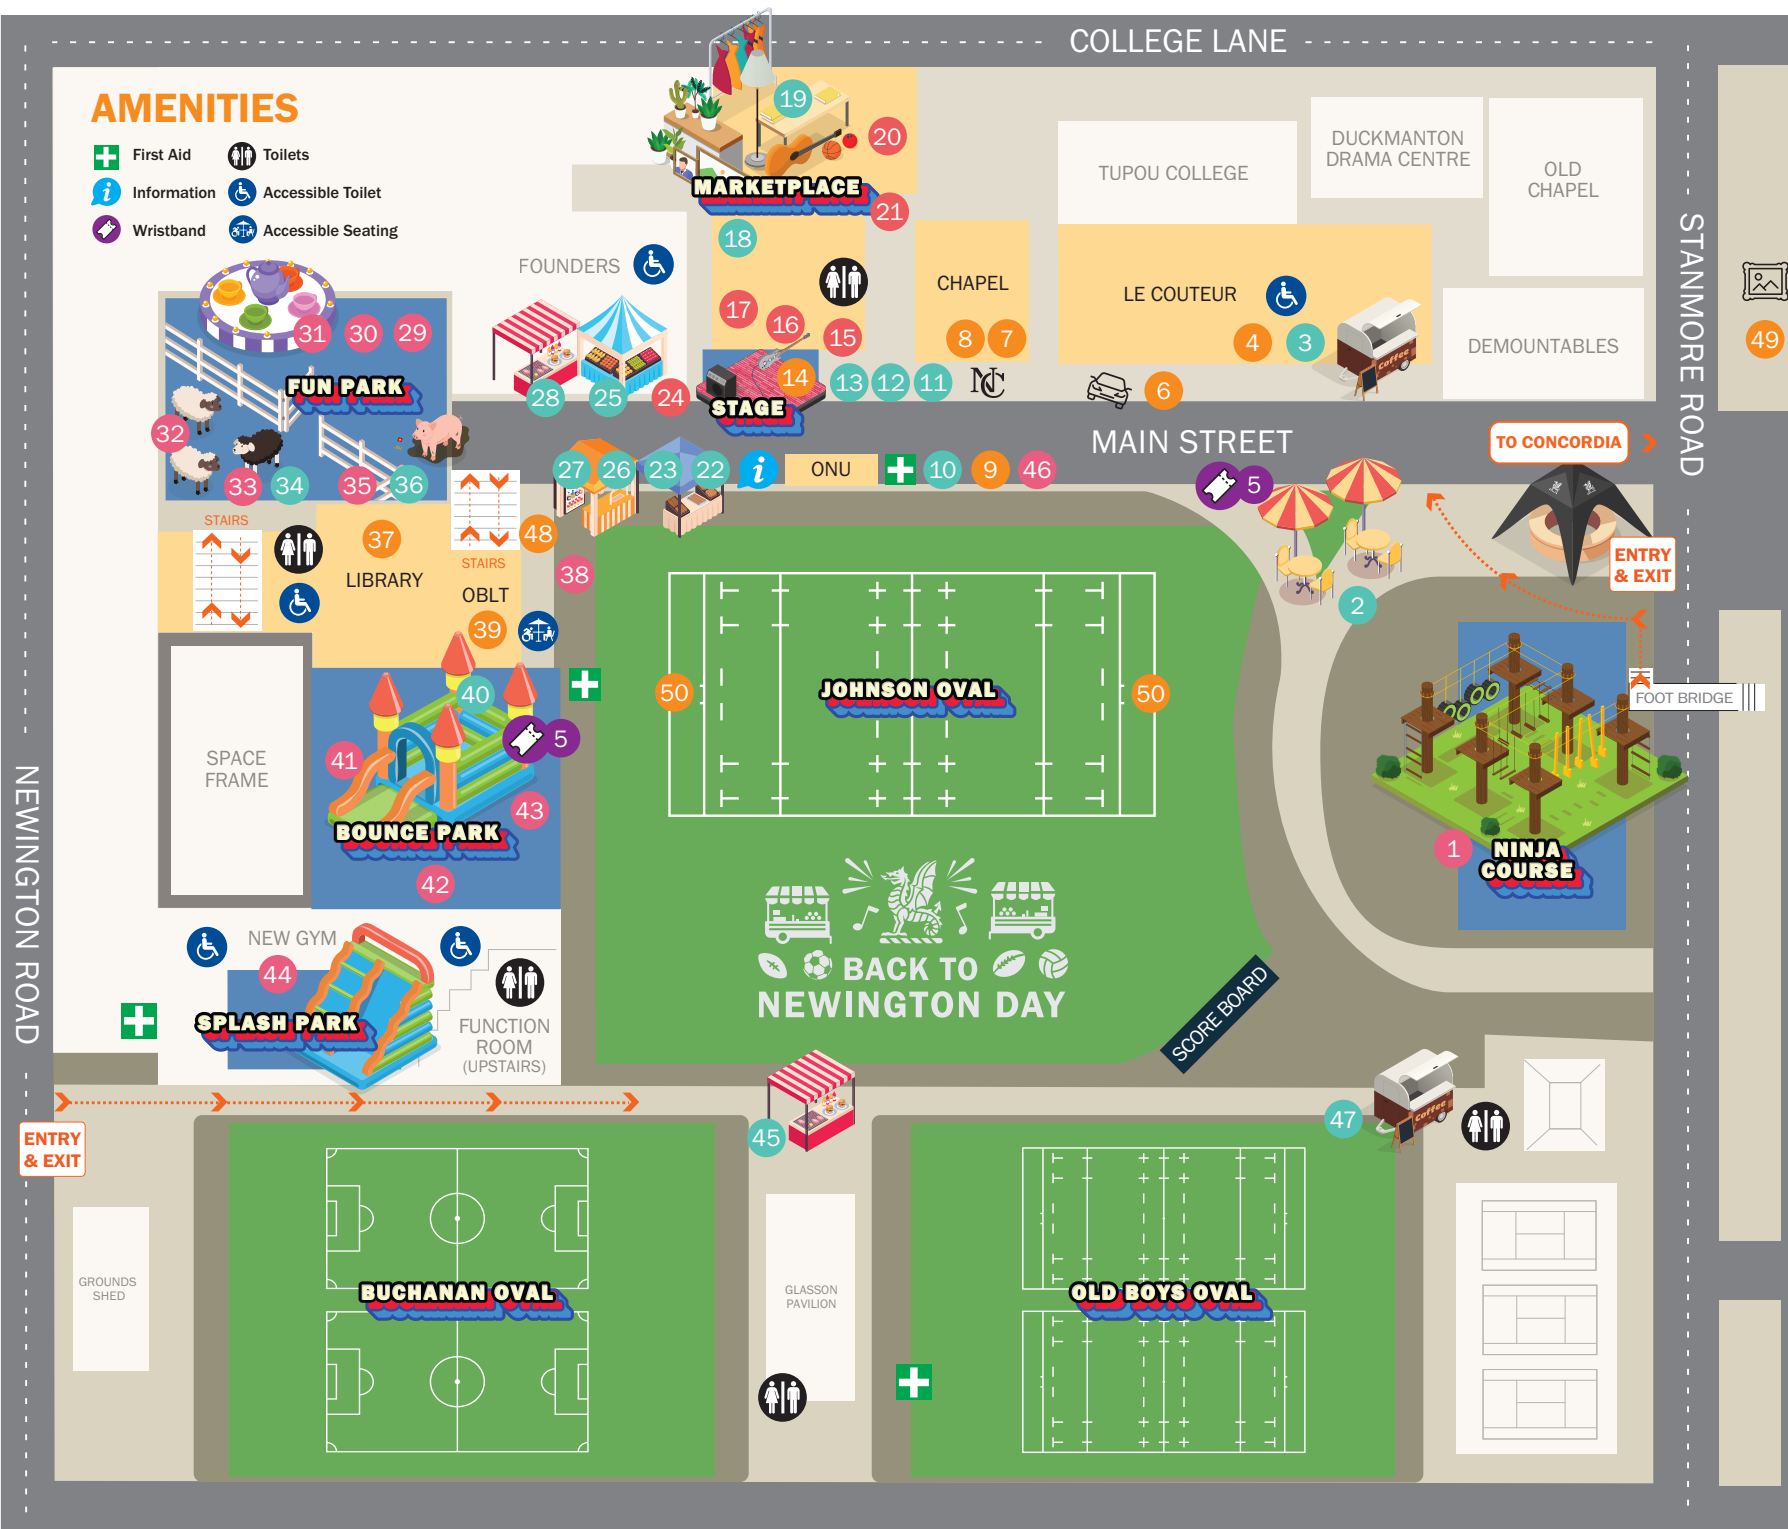 COLLEGE LANE
AMENITIES
First Aid
Toilets
Information
Accessible Toilet
Wristband
Accessible Seating
19
20
MARKETPLACE
21
18
TUPOU COLLEGE
DUCKMANTON
DRAMA CENTRE
OLD
CHAPEL
STANMORE ROAD
FOUNDERS
CHAPEL
LE COUTEUR
17
16
15
8
7
4
3
Coffee
DEMOUNTABLES
49
31
30
29
FUN PARK
28
25
24
14
STAGE
13
12
11
NC
6
32
33
34
35
36
27
26
23
22
ONU
10
9
46
MAIN STREET
5
TO CONCORDIA
ENTRY
& EXIT
STAIRS
37
LIBRARY
STAIRS
48
38
OBLT
39
2
SPACE
FRAME
40
41
5
43
BOUNCE PARK
42
50
JOHNSON OVAL
50
FOOT BRIDGE
1
NINJA
COURSE
NEWINGTON ROAD
NEW GYM
44
SPLASH PARK
FUNCTION
ROOM
(UPSTAIRS)
BACK TO
NEWINGTON DAY
SCORE BOARD
ENTRY
& EXIT
45
47
Coffee
GROUNDS
SHED
BUCHANAN OVAL
GLASSON
PAVILION
OLD BOYS OVAL